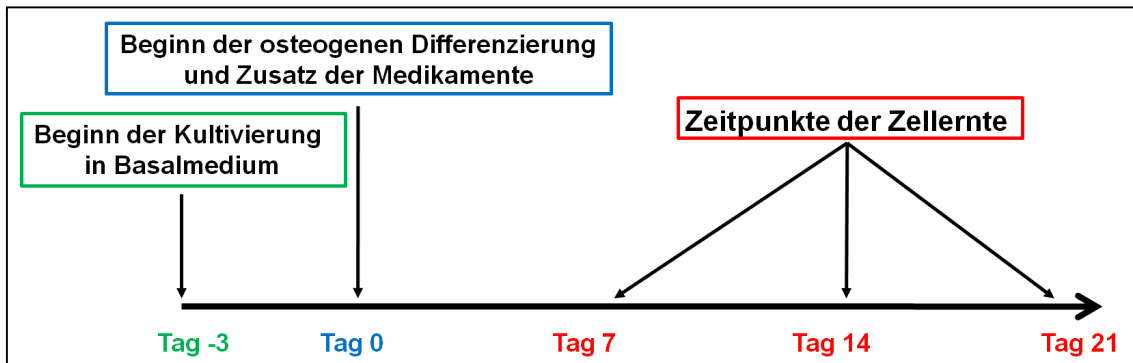 Beginn der osteogenen Differenzierung
und Zusatz der Medikamente
Beginn der Kultivierung
in Basalmedium
Zeitpunkte der Zellernte
Tag -3
Tag 0
Tag 7
Tag 14
Tag 21